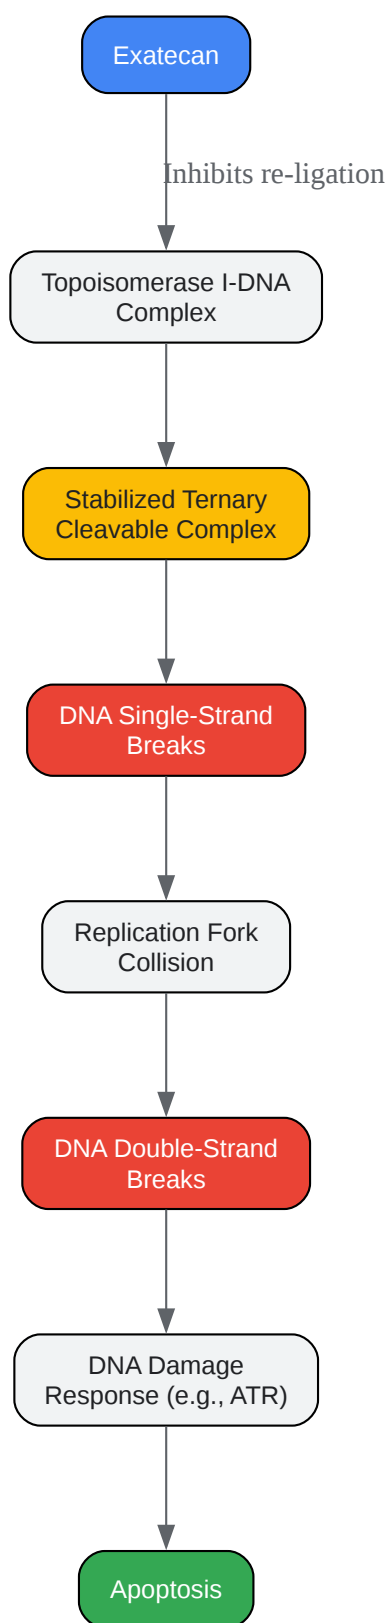 Exatecan
Inhibits re-ligation
Topoisomerase I-DNA
Complex
Stabilized Ternary
Cleavable Complex
DNA Single-Strand
Breaks
Replication Fork
Collision
DNA Double-Strand
Breaks
DNA Damage
Response (e.g., ATR)
Apoptosis